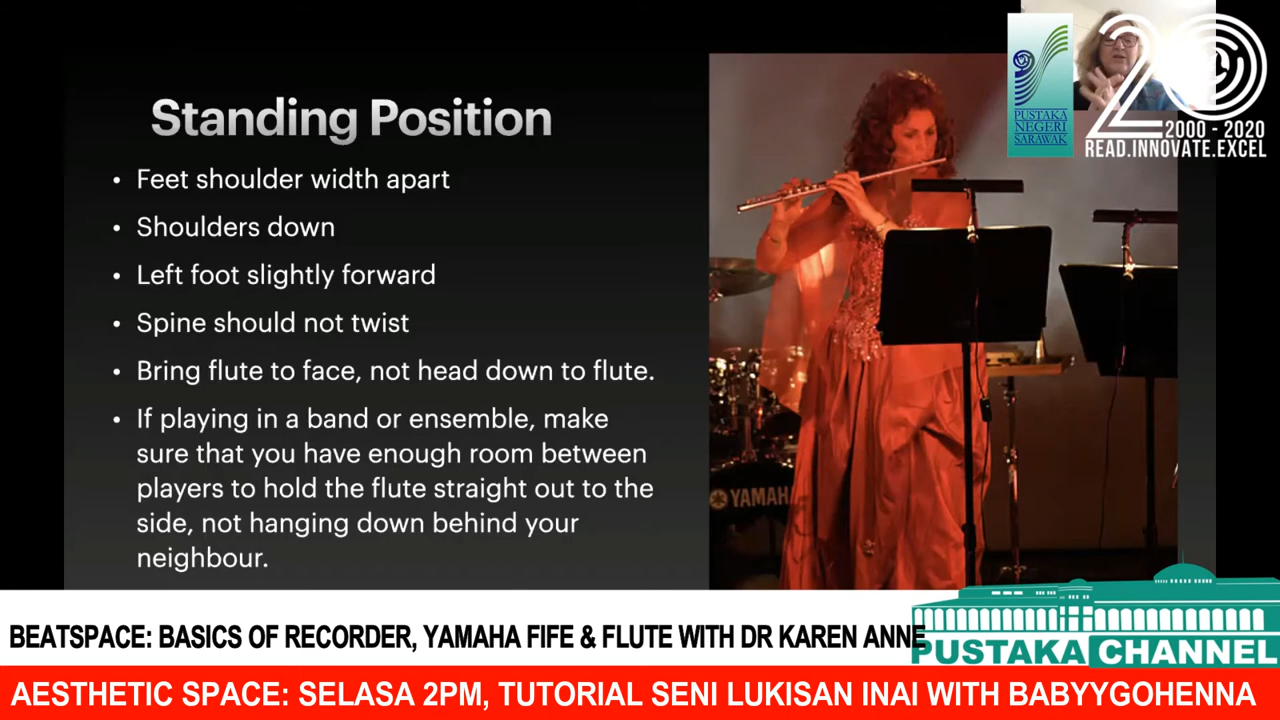 Standing Position
• Feet shoulder width apart
• Shoulders down
• Left foot slightly forward
• Spine should not twist
• Bring flute to face, not head down to flute.
• If playing in a band or ensemble, make
sure that you have enough room between
players to hold the flute straight out to the
side, not hanging down behind your
neighbour.
YAMAHA
PUSTAKA
NEGERI
SARAWAK
20
2000 - 2020
READ.INNOVATE.EXCEL
BEATSPACE: BASICS OF RECORDER, YAMAHA FIFE & FLUTE WITH DR KAREN ANNE
PUSTAKA CHANNEL
AESTHETIC SPACE: SELASA 2PM, TUTORIAL SENI LUKISAN INAI WITH BABYYGOHENNA